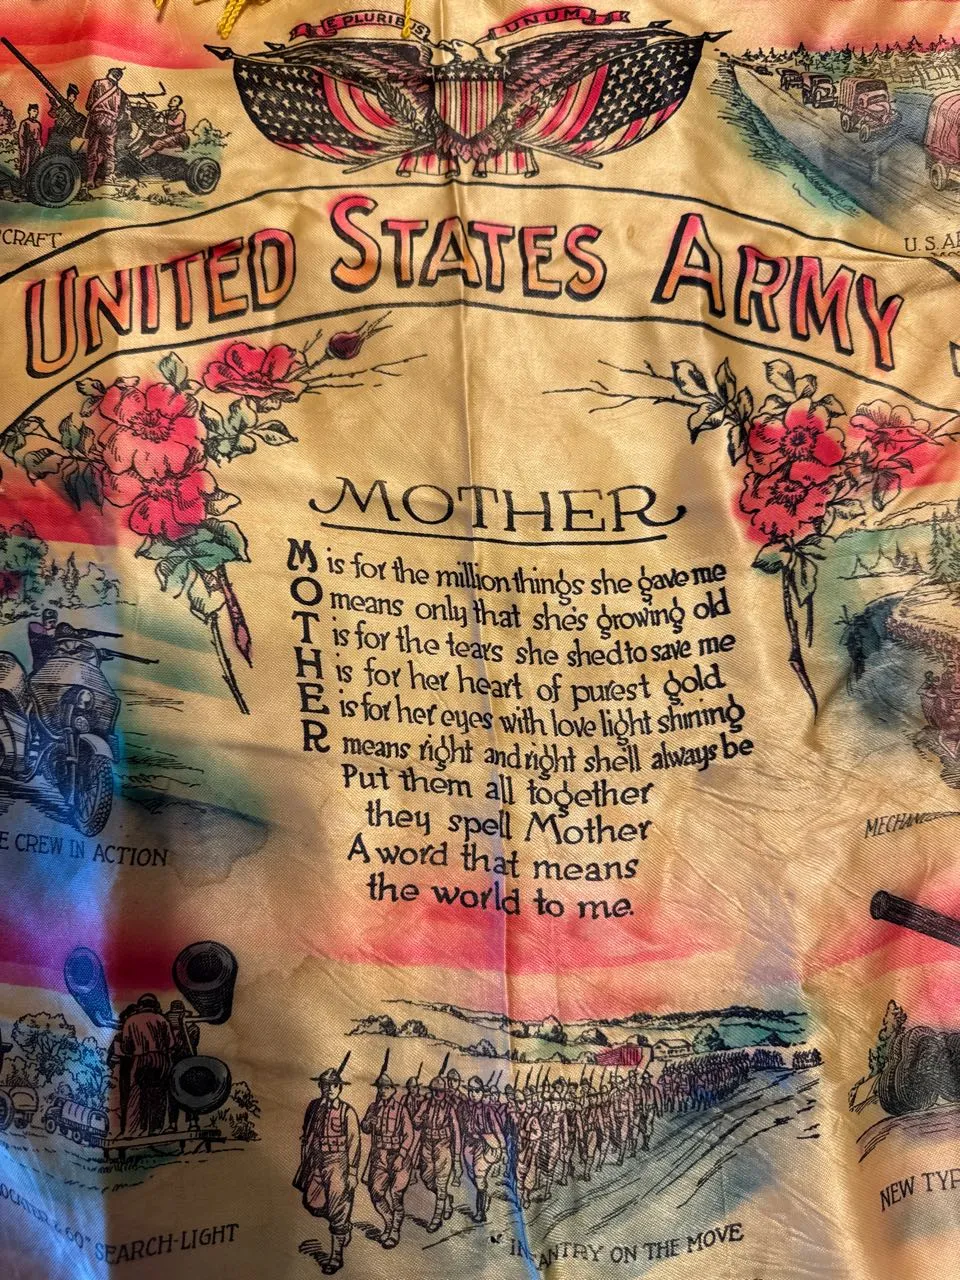 E PLURIBUS UNUM
CRAFT
U.S. A
UNITED STATES ARMY
MOTHER
M is for the million things she gave me
O means only that she's growing old
T is for the tears she shed to save me
H is for her heart of purest gold
E is for her eyes with love light shining
R means right and right shell always be
Put them all together
they spell Mother
A word that means
the world to me.
E CREW IN ACTION
MECHAN
& 60" SEARCH-LIGHT
INFANTRY ON THE MOVE
NEW TYP